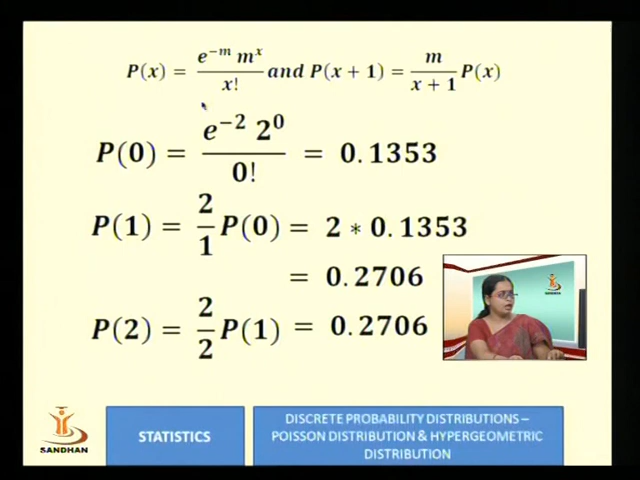 P(x) = e^{-m} m^x / x! and P(x + 1) = m / x + 1 P(x)
P(0) = e^{-2} 2^0 / 0! = 0.1353
P(1) = 2/1 P(0) = 2 * 0.1353
= 0.2706
P(2) = 2/2 P(1) = 0.2706
SANDHAN
SANDHAN
STATISTICS
DISCRETE PROBABILITY DISTRIBUTIONS –
POISSON DISTRIBUTION & HYPERGEOMETRIC
DISTRIBUTION